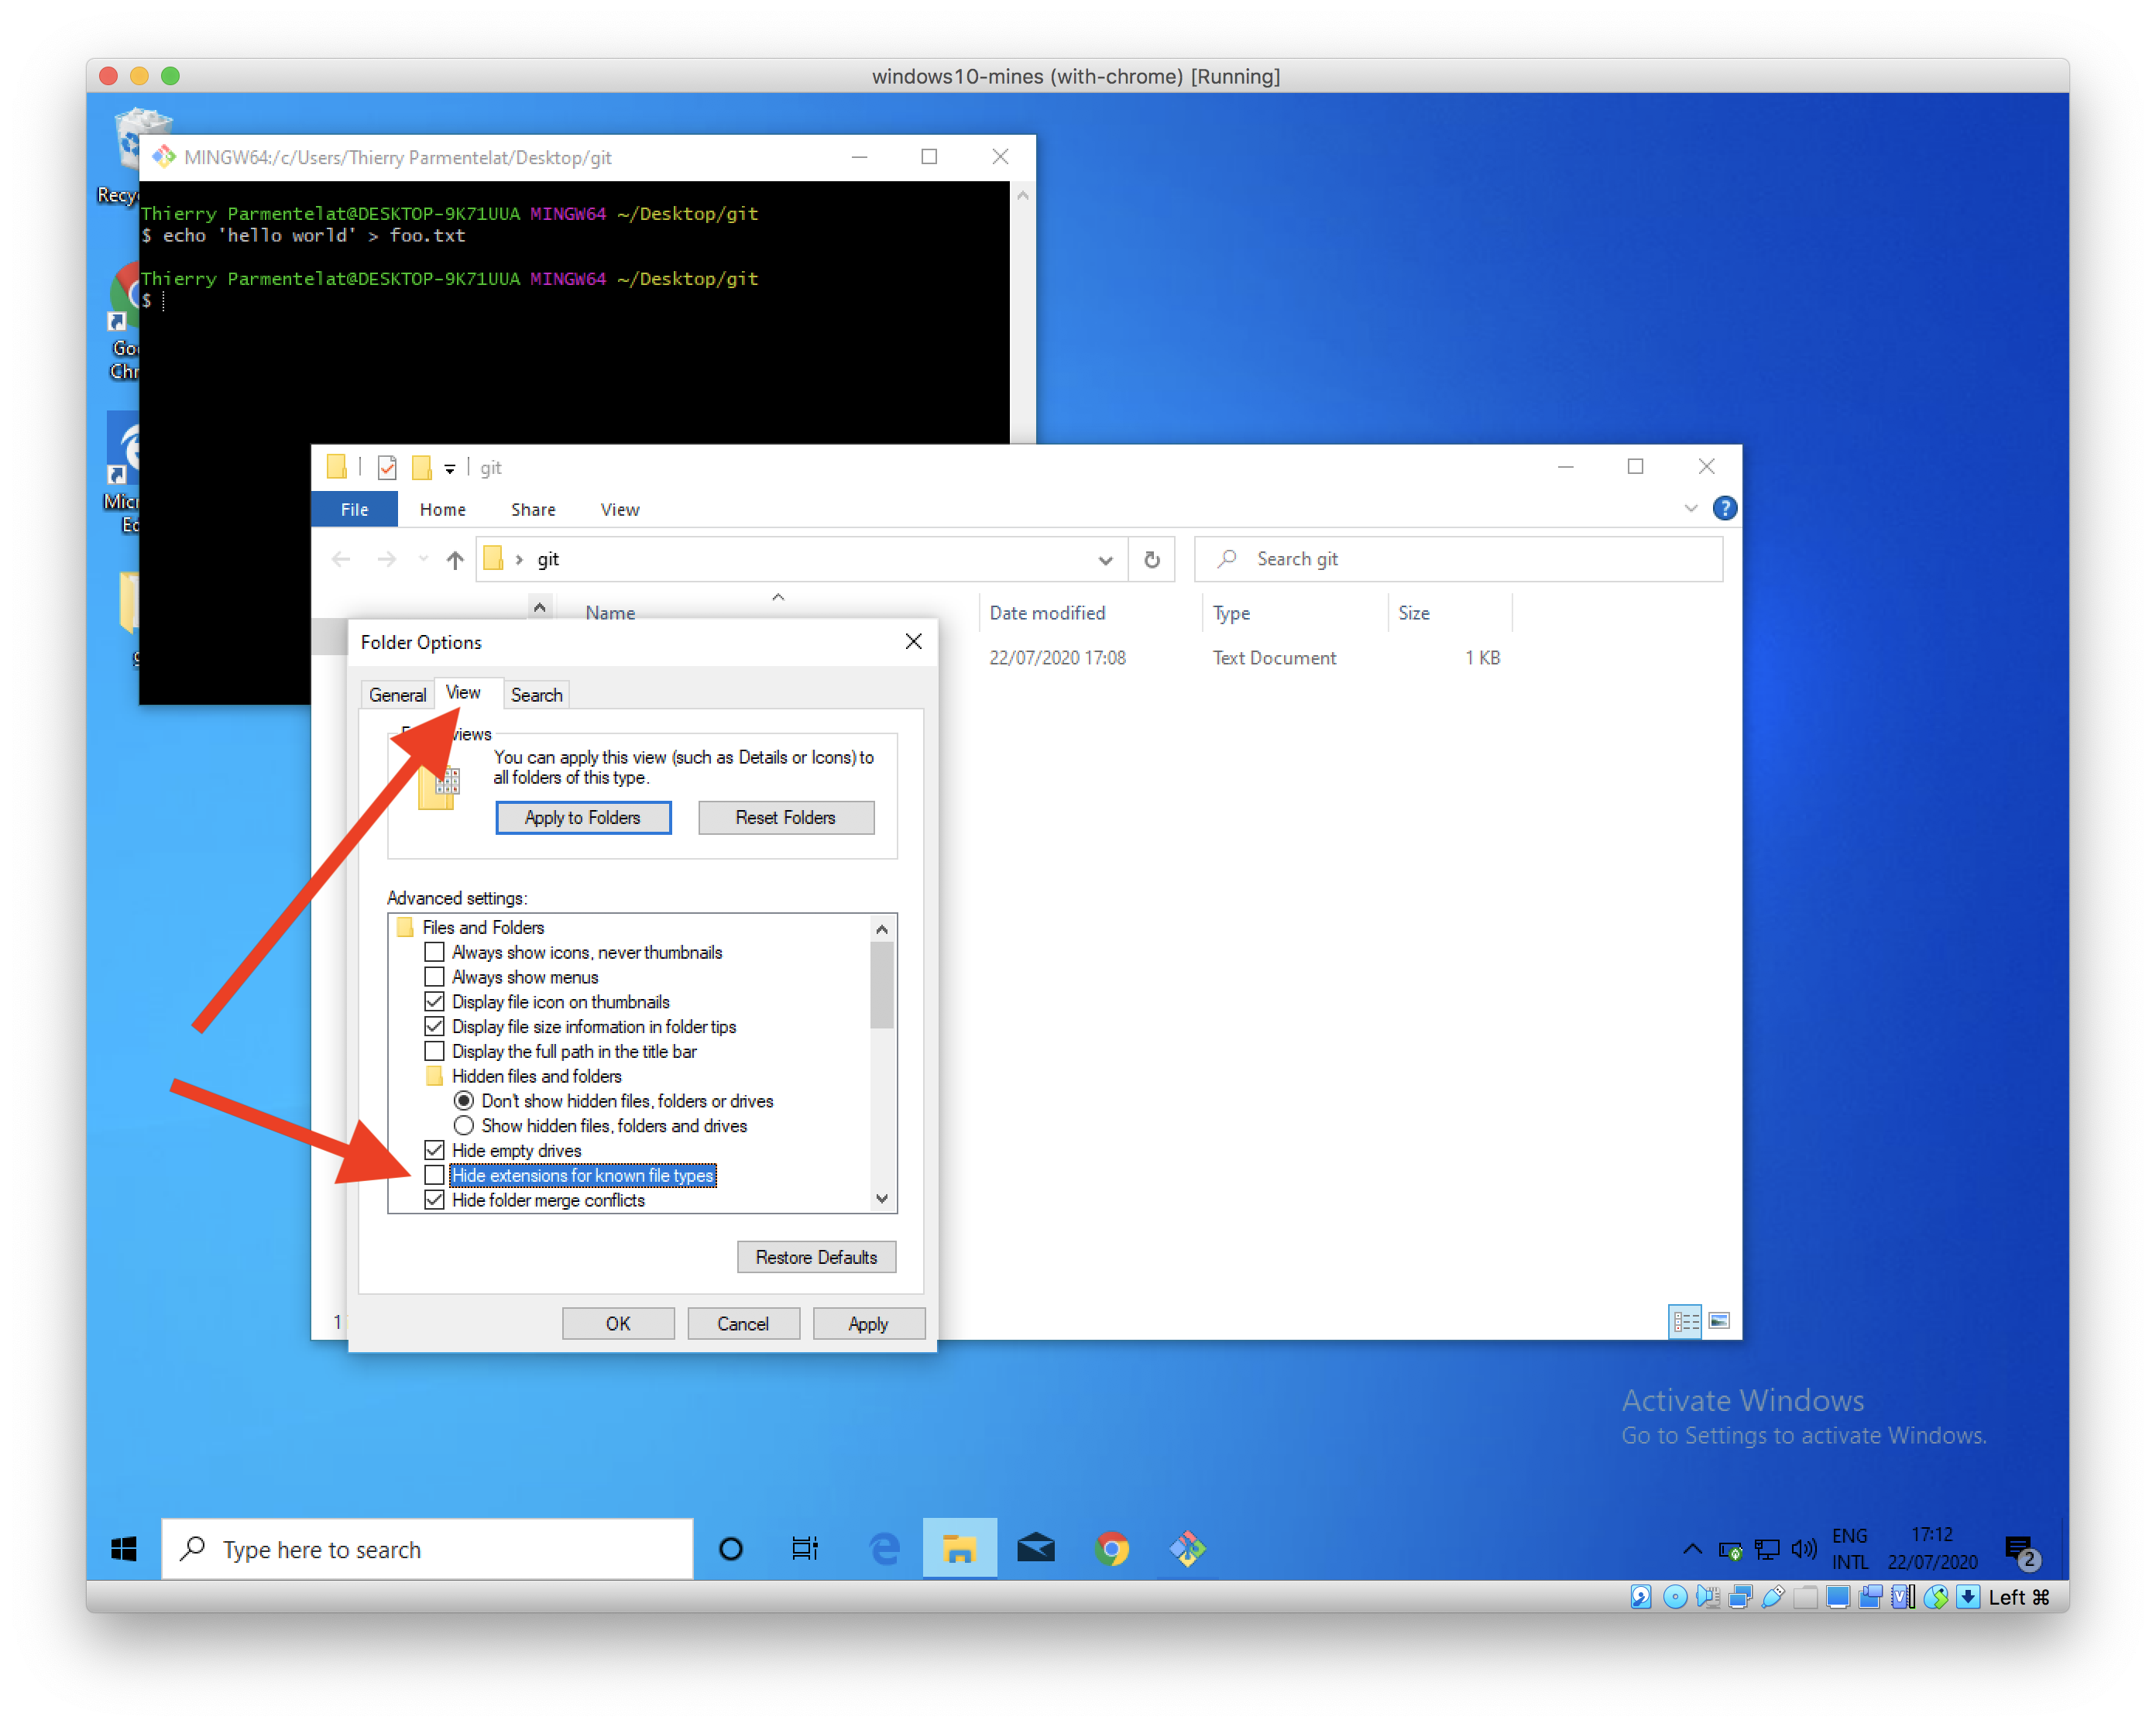 windows10-mines (with-chrome) [Running]
MINGW64:/c/Users/Thierry Parmentelat/Desktop/git
Thierry Parmentelat@DESKTOP-9K71UUA MINGW64 ~/Desktop/git
$ echo 'hello world' > foo.txt
Thierry Parmentelat@DESKTOP-9K71UUA MINGW64 ~/Desktop/git
$
git
File Home Share View
git
Search git
Name Date modified Type Size
22/07/2020 17:08 Text Document 1 KB
Folder Options
General View Search
You can apply this view (such as Details or Icons) to
all folders of this type.
Apply to Folders Reset Folders
Advanced settings:
Files and Folders
Always show icons, never thumbnails
Always show menus
Display file icon on thumbnails
Display file size information in folder tips
Display the full path in the title bar
Hidden files and folders
Don't show hidden files, folders or drives
Show hidden files, folders and drives
Hide empty drives
Hide extensions for known file types
Hide folder merge conflicts
Restore Defaults
OK Cancel Apply
1
Activate Windows
Go to Settings to activate Windows.
Type here to search
ENG
INTL
17:12
22/07/2020
2
Left ⌘